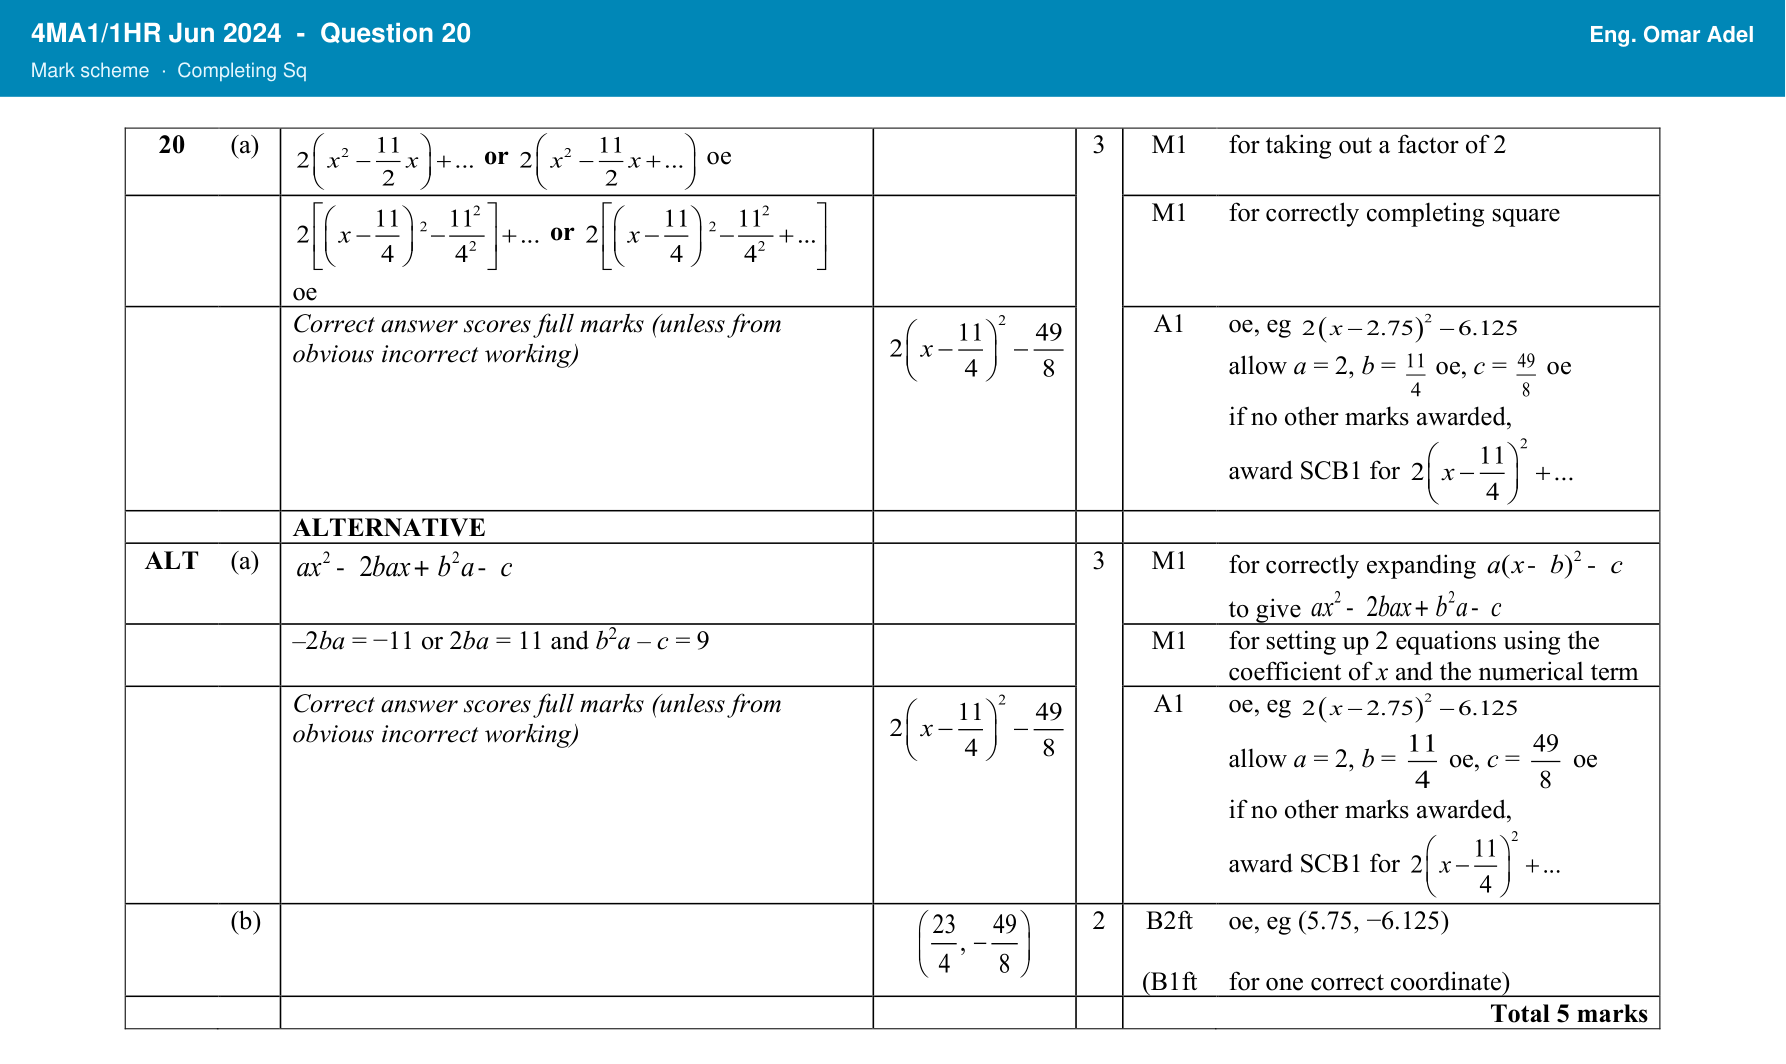 4MA1/1HR Jun 2024 - Question 20
Eng. Omar Adel
Mark scheme · Completing Sq
20 (a) 2(x² − 11/2 x) + ... or 2(x² − 11/2 x + ...) oe 3 M1 for taking out a factor of 2
2[(x − 11/4)² − 11²/4²] + ... or 2[(x − 11/4)² − 11²/4² + ...] M1 for correctly completing square
oe
Correct answer scores full marks (unless from
obvious incorrect working)
2(x − 11/4)² − 49/8
A1 oe, eg 2(x − 2.75)² − 6.125
allow a = 2, b = 11/4 oe, c = 49/8 oe
if no other marks awarded,
award SCB1 for 2(x − 11/4)² + ...
ALTERNATIVE
ALT (a) ax² - 2bax + b²a - c 3 M1 for correctly expanding a(x - b)² - c
to give ax² - 2bax + b²a - c
–2ba = −11 or 2ba = 11 and b²a – c = 9 M1 for setting up 2 equations using the
coefficient of x and the numerical term
Correct answer scores full marks (unless from
obvious incorrect working)
2(x − 11/4)² − 49/8
A1 oe, eg 2(x − 2.75)² − 6.125
allow a = 2, b = 11/4 oe, c = 49/8 oe
if no other marks awarded,
award SCB1 for 2(x − 11/4)² + ...
(b) (23/4, −49/8) 2 B2ft oe, eg (5.75, −6.125)
(B1ft for one correct coordinate)
Total 5 marks